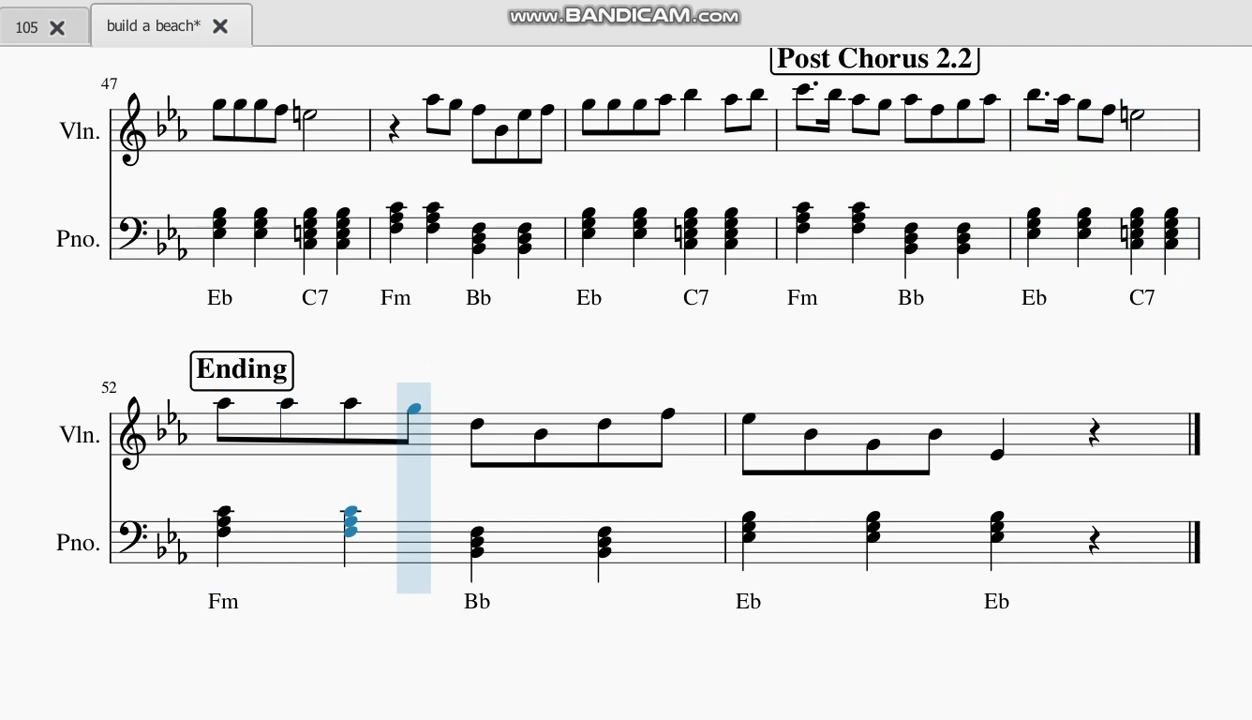 www.BANDICAM.com
105
build a beach*
Post Chorus 2.2
47
Vln.
Pno.
Eb C7 Fm Bb Eb C7 Fm Bb Eb C7
Ending
52
Vln.
Pno.
Fm Bb Eb Eb